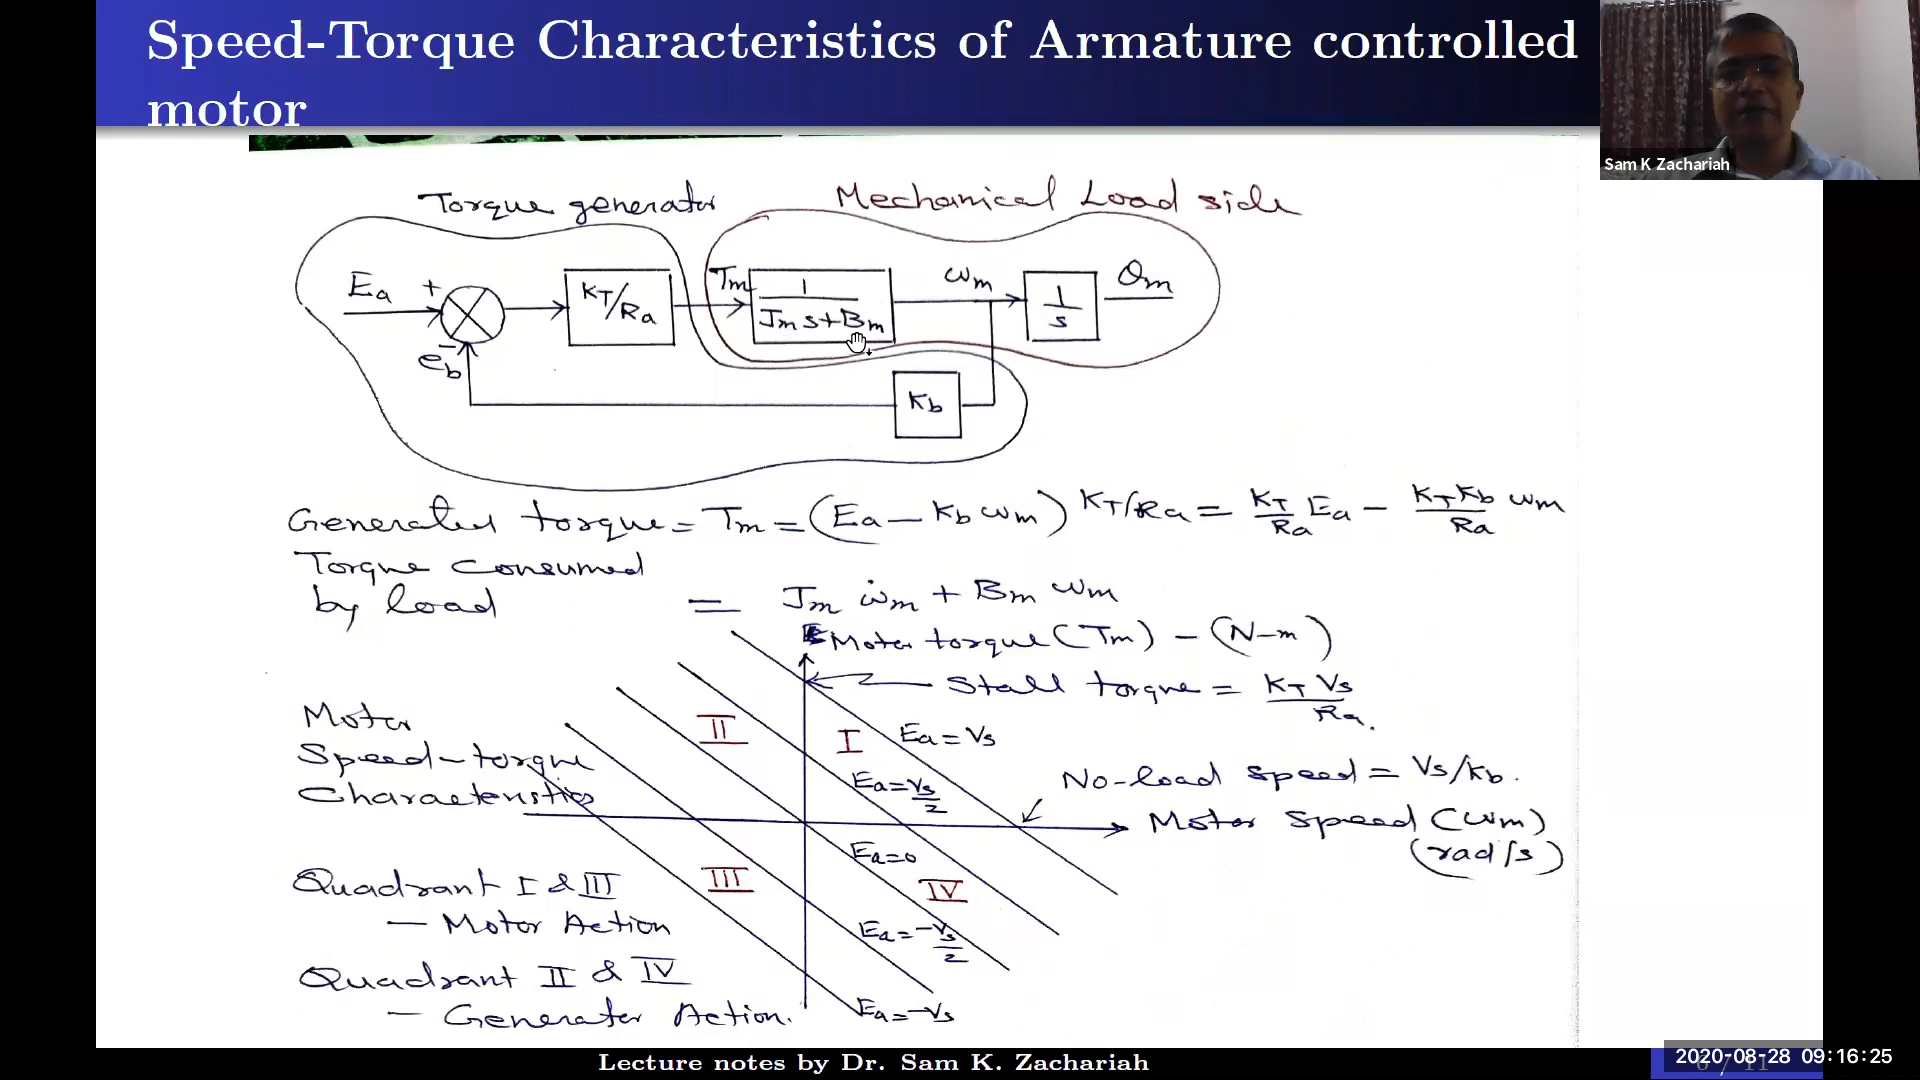 Speed-Torque Characteristics of Armature controlled
motor
Sam K Zachariah
Torque generator
Mechanical Load side
Ea + KT/Ra Tm 1/(Jm s+Bm) ωm 1/s θm
- eb
Kb
Generated torque = Tm = (Ea - Kb ωm) KT/Ra = KT/Ra Ea - KT Kb/Ra ωm
Torque consumed
by load = Jm ω̇m + Bm ωm
Motor torque (Tm) - (N-m)
Stall torque = KT Vs/Ra.
Motor
Speed-torque
Characteristics
II
I
Ea = Vs
Ea = Vs/2
No-load speed = Vs/Kb.
Motor Speed (ωm)
(rad/s)
Ea=0
III
IV
Ea = -Vs/2
Ea = -Vs
Quadrant I & III
- Motor Action
Quadrant II & IV
- Generator Action.
Lecture notes by Dr. Sam K. Zachariah
2020-08-28 09:16:25